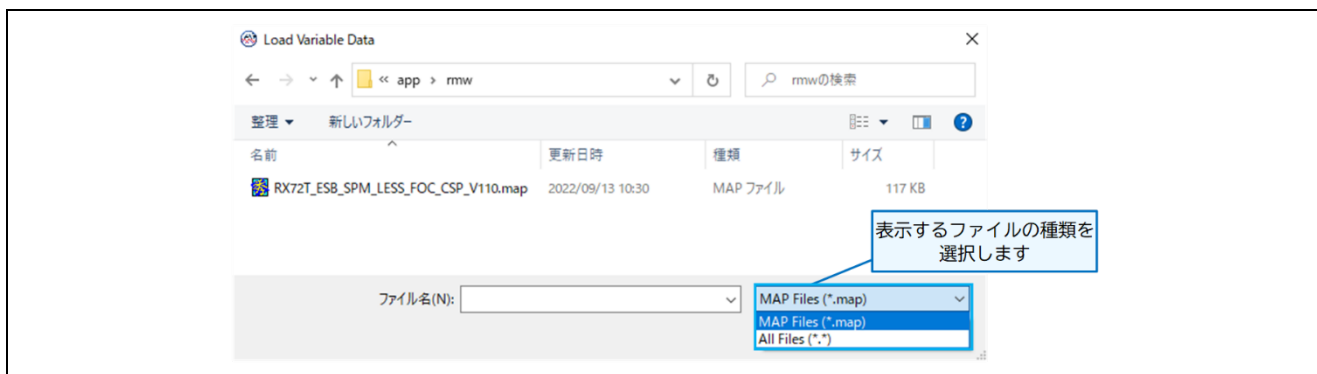 Load Variable Data
« app › rmw
rmwの検索
整理
新しいフォルダー
名前
更新日時
種類
サイズ
RX72T_ESB_SPM_LESS_FOC_CSP_V110.map
2022/09/13 10:30
MAP ファイル
117 KB
表示するファイルの種類を
選択します
ファイル名(N):
MAP Files (*.map)
MAP Files (*.map)
All Files (*.*)